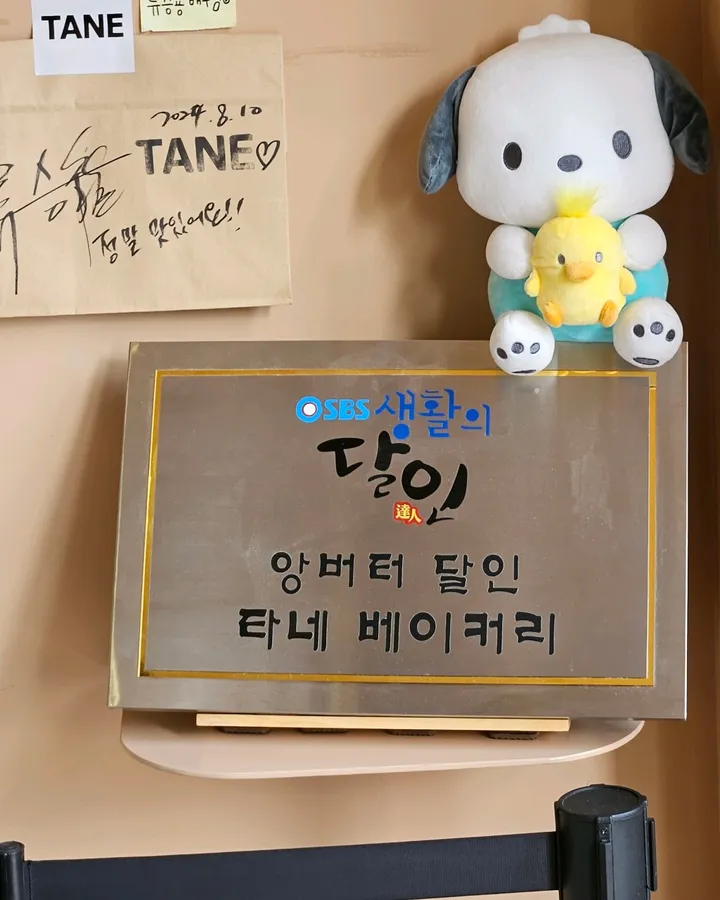 TANE
2024.8.10
TANE♡
정말 맛있어요!!
SBS 생활의
달인
達人
앙버터 달인
타네 베이커리